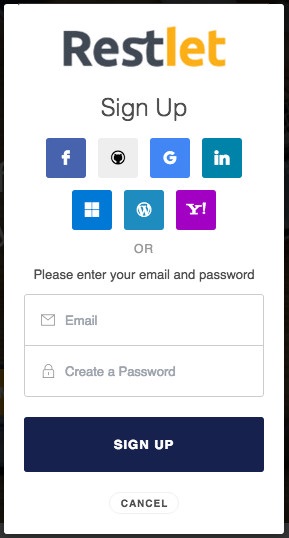 Restlet
Sign Up
f
G
in
W
Y!
OR
Please enter your email and password
Email
Create a Password
SIGN UP
CANCEL